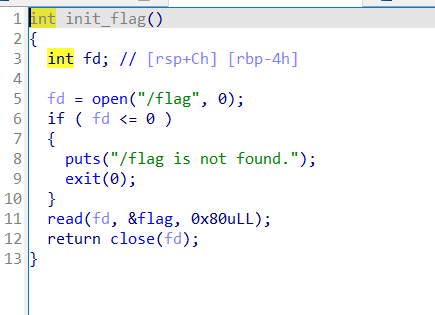 1 int init_flag()
2 {
3 int fd; // [rsp+Ch] [rbp-4h]
4
5 fd = open("/flag", 0);
6 if ( fd <= 0 )
7 {
8 puts("/flag is not found.");
9 exit(0);
10 }
11 read(fd, &flag, 0x80uLL);
12 return close(fd);
13 }